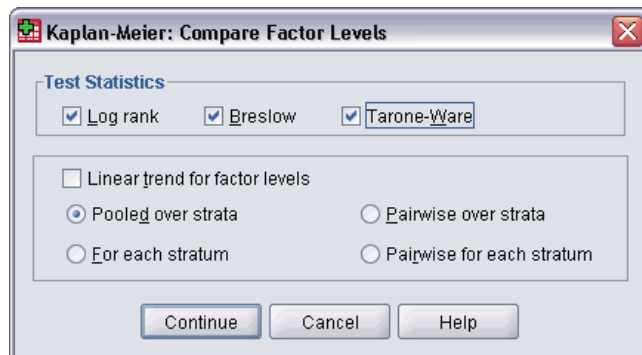 Kaplan-Meier: Compare Factor Levels
Test Statistics
Log rank Breslow Tarone-Ware
Linear trend for factor levels
Pooled over strata Pairwise over strata
For each stratum Pairwise for each stratum
Continue Cancel Help